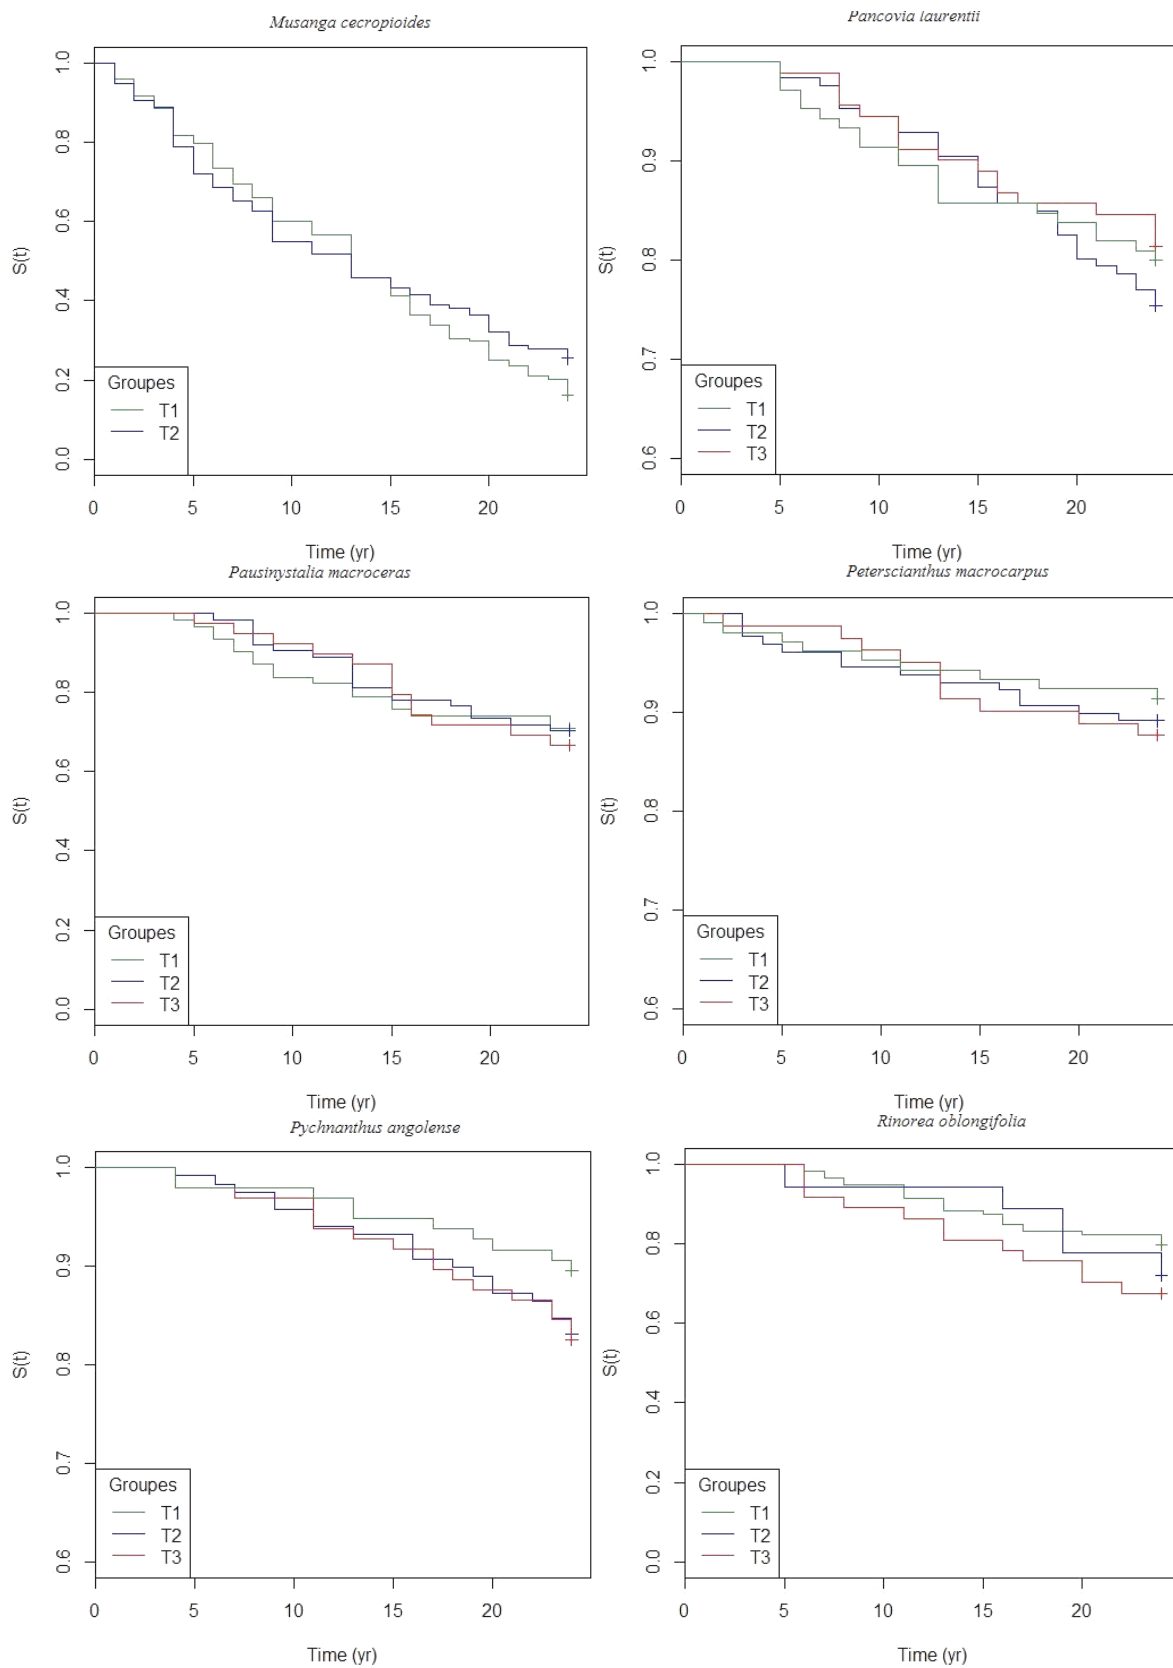 Musanga cecropioides
S(t)
1.0
0.8
0.6
0.4
0.2
0.0
Groupes
T1
T2
0 5 10 15 20
Time (yr)
Pancovia laurentii
S(t)
1.0
0.9
0.8
0.7
0.6
Groupes
T1
T2
T3
0 5 10 15 20
Time (yr)
Pausinystalia macroceras
S(t)
1.0
0.8
0.6
0.4
0.2
0.0
Groupes
T1
T2
T3
0 5 10 15 20
Time (yr)
Peterscianthus macrocarpus
S(t)
1.0
0.9
0.8
0.7
0.6
Groupes
T1
T2
T3
0 5 10 15 20
Time (yr)
Pychnanthus angolense
S(t)
1.0
0.9
0.8
0.7
0.6
Groupes
T1
T2
T3
0 5 10 15 20
Time (yr)
Rinorea oblongifolia
S(t)
1.0
0.8
0.6
0.4
0.2
0.0
Groupes
T1
T2
T3
0 5 10 15 20
Time (yr)